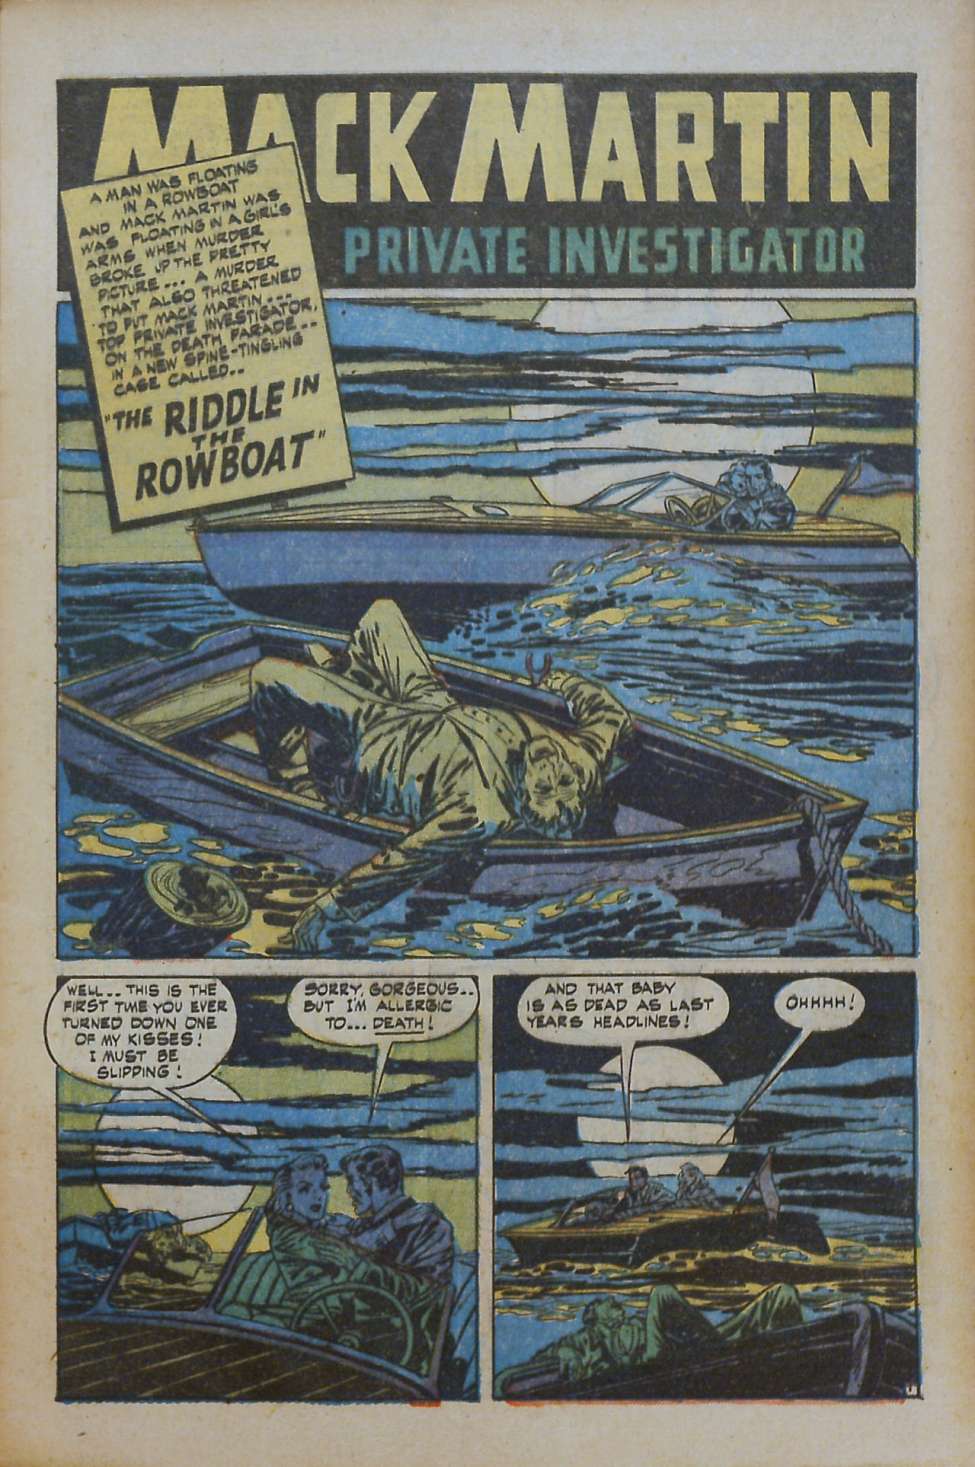 MACK MARTIN
PRIVATE INVESTIGATOR
A MAN WAS FLOATING
IN A ROWBOAT
AND MACK MARTIN WAS
WAS FLOATING IN A GIRL'S
ARMS WHEN MURDER
BROKE UP THE PRETTY
PICTURE... A MURDER
THAT ALSO THREATENED
TO PUT MACK MARTIN...
TOP PRIVATE INVESTIGATOR,
ON THE DEATH PARADE--
IN A NEW SPINE-TINGLING
CASE CALLED--
"THE RIDDLE IN
THE
ROWBOAT"
WELL-- THIS IS THE
FIRST TIME YOU EVER
TURNED DOWN ONE
OF MY KISSES!
I MUST BE
SLIPPING!
SORRY, GORGEOUS--
BUT I'M ALLERGIC
TO... DEATH!
AND THAT BABY
IS AS DEAD AS LAST
YEARS HEADLINES!
OHHHH!
1